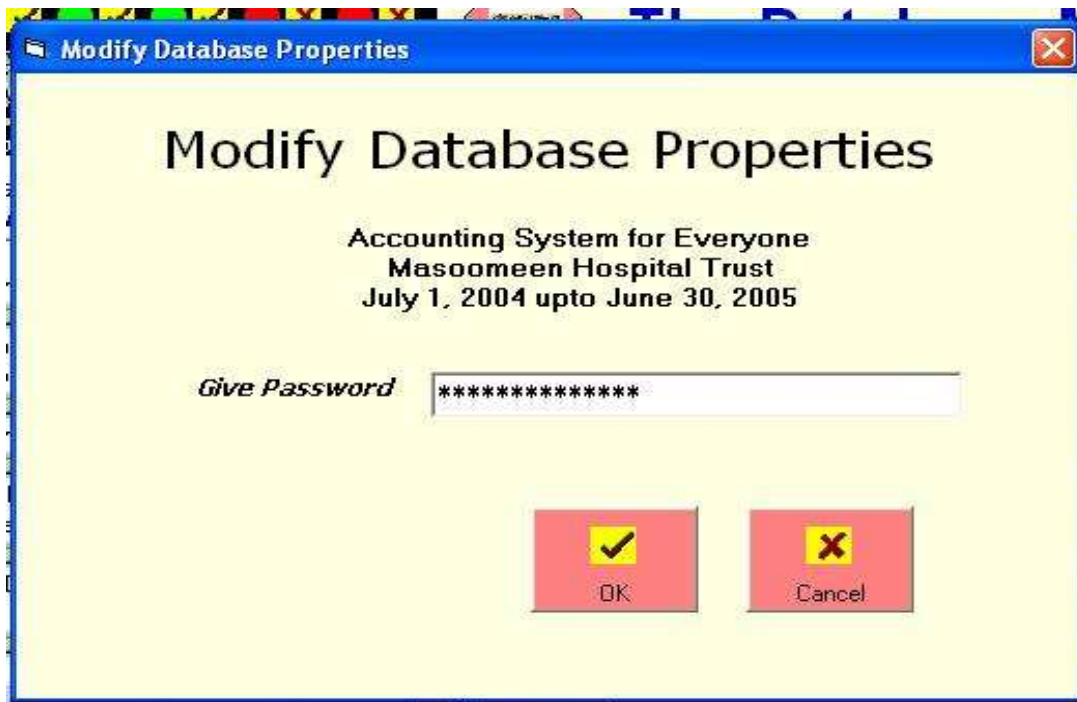 Modify Database Properties
Modify Database Properties
Accounting System for Everyone
Masoomeen Hospital Trust
July 1, 2004 upto June 30, 2005
Give Password
**************
OK
Cancel